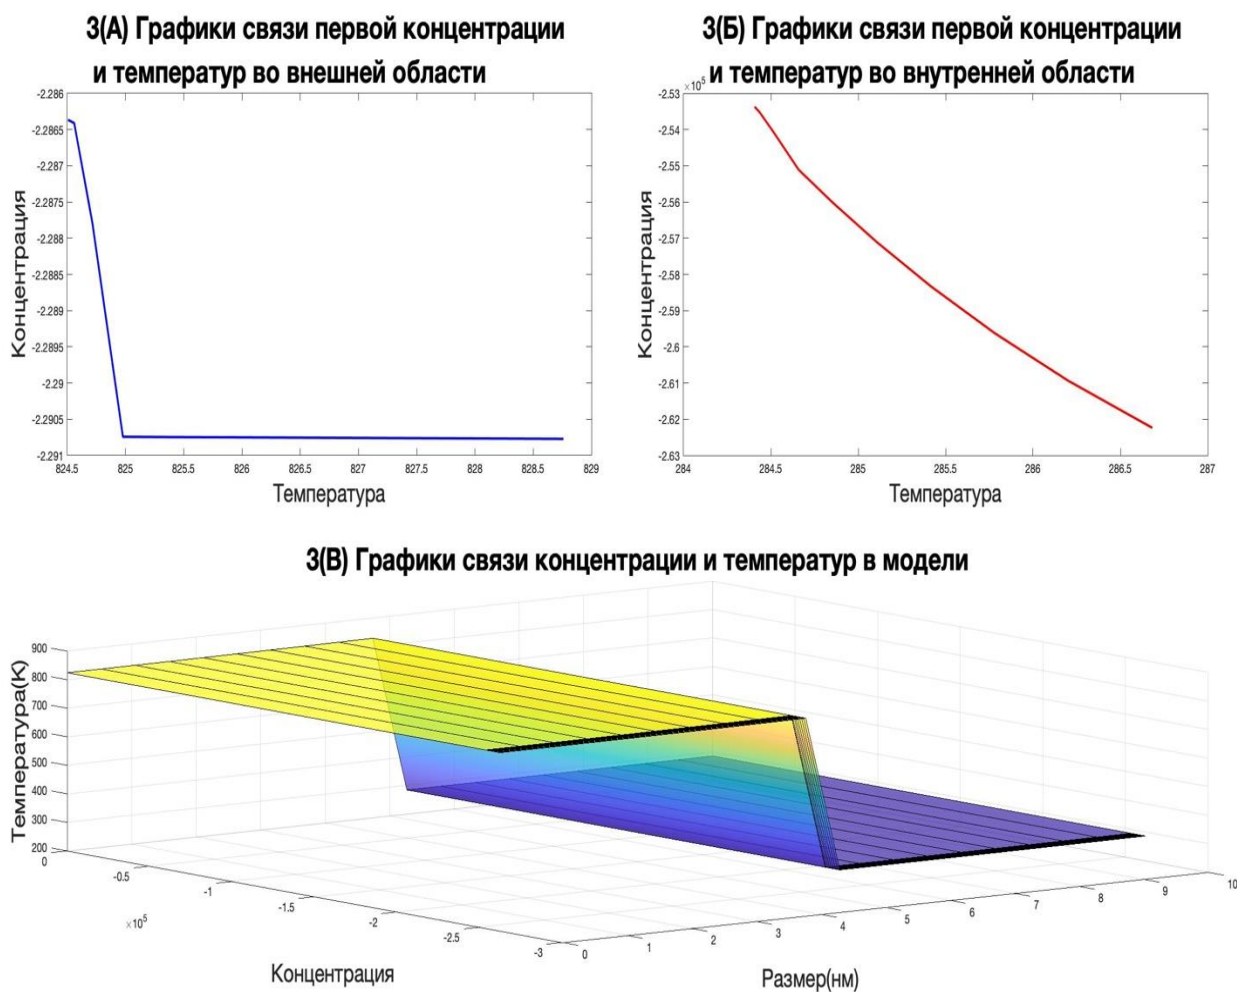 3(А) Графики связи первой концентрации
и температур во внешней области
-2.286
-2.2865
-2.287
-2.2875
-2.288
-2.2885
-2.289
-2.2895
-2.29
-2.2905
-2.291
Концентрация
824.5 825 825.5 826 826.5 827 827.5 828 828.5 829
Температура
3(Б) Графики связи первой концентрации
и температур во внутренней области
×10⁵
-2.53
-2.54
-2.55
-2.56
-2.57
-2.58
-2.59
-2.6
-2.61
-2.62
-2.63
Концентрация
284 284.5 285 285.5 286 286.5 287
Температура
3(В) Графики связи концентрации и температур в модели
900
800
700
600
500
400
300
200
Температура(K)
0 -0.5 -1 -1.5 -2 -2.5 -3
×10⁵
Концентрация
0 1 2 3 4 5 6 7 8 9 10
Размер(нм)